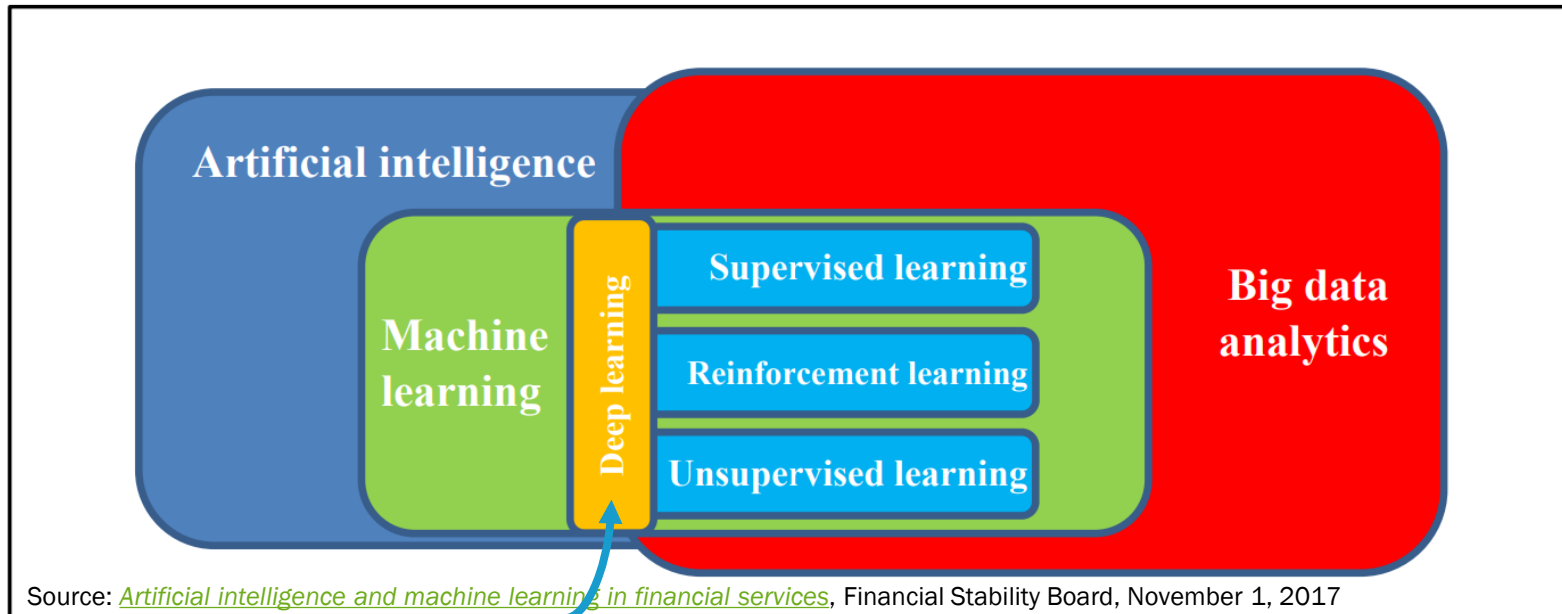 Artificial intelligence
Machine
learning
Deep learning
Supervised learning
Reinforcement learning
Unsupervised learning
Big data
analytics
Source: Artificial intelligence and machine learning in financial services, Financial Stability Board, November 1, 2017